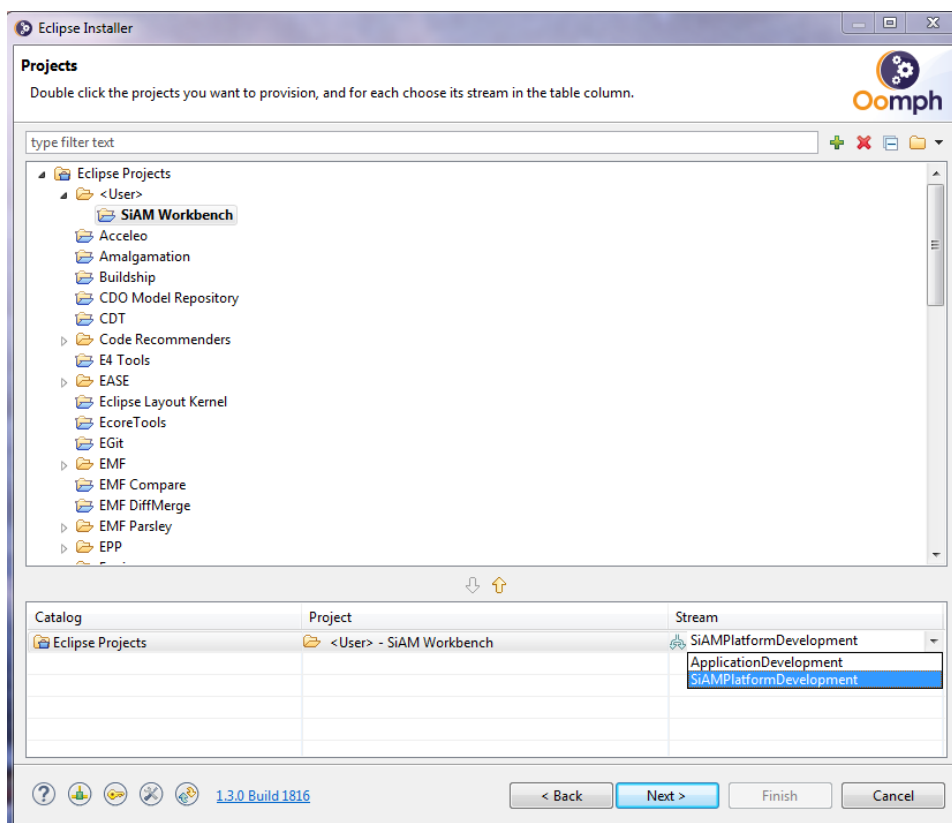 Eclipse Installer
Projects
Double click the projects you want to provision, and for each choose its stream in the table column.
Oomph
type filter text
Eclipse Projects
<User>
SiAM Workbench
Acceleo
Amalgamation
Buildship
CDO Model Repository
CDT
Code Recommenders
E4 Tools
EASE
Eclipse Layout Kernel
EcoreTools
EGit
EMF
EMF Compare
EMF DiffMerge
EMF Parsley
EPP
Catalog Project Stream
Eclipse Projects <User> - SiAM Workbench SiAMPlatformDevelopment
ApplicationDevelopment
SiAMPlatformDevelopment
1.3.0 Build 1816 < Back Next > Finish Cancel